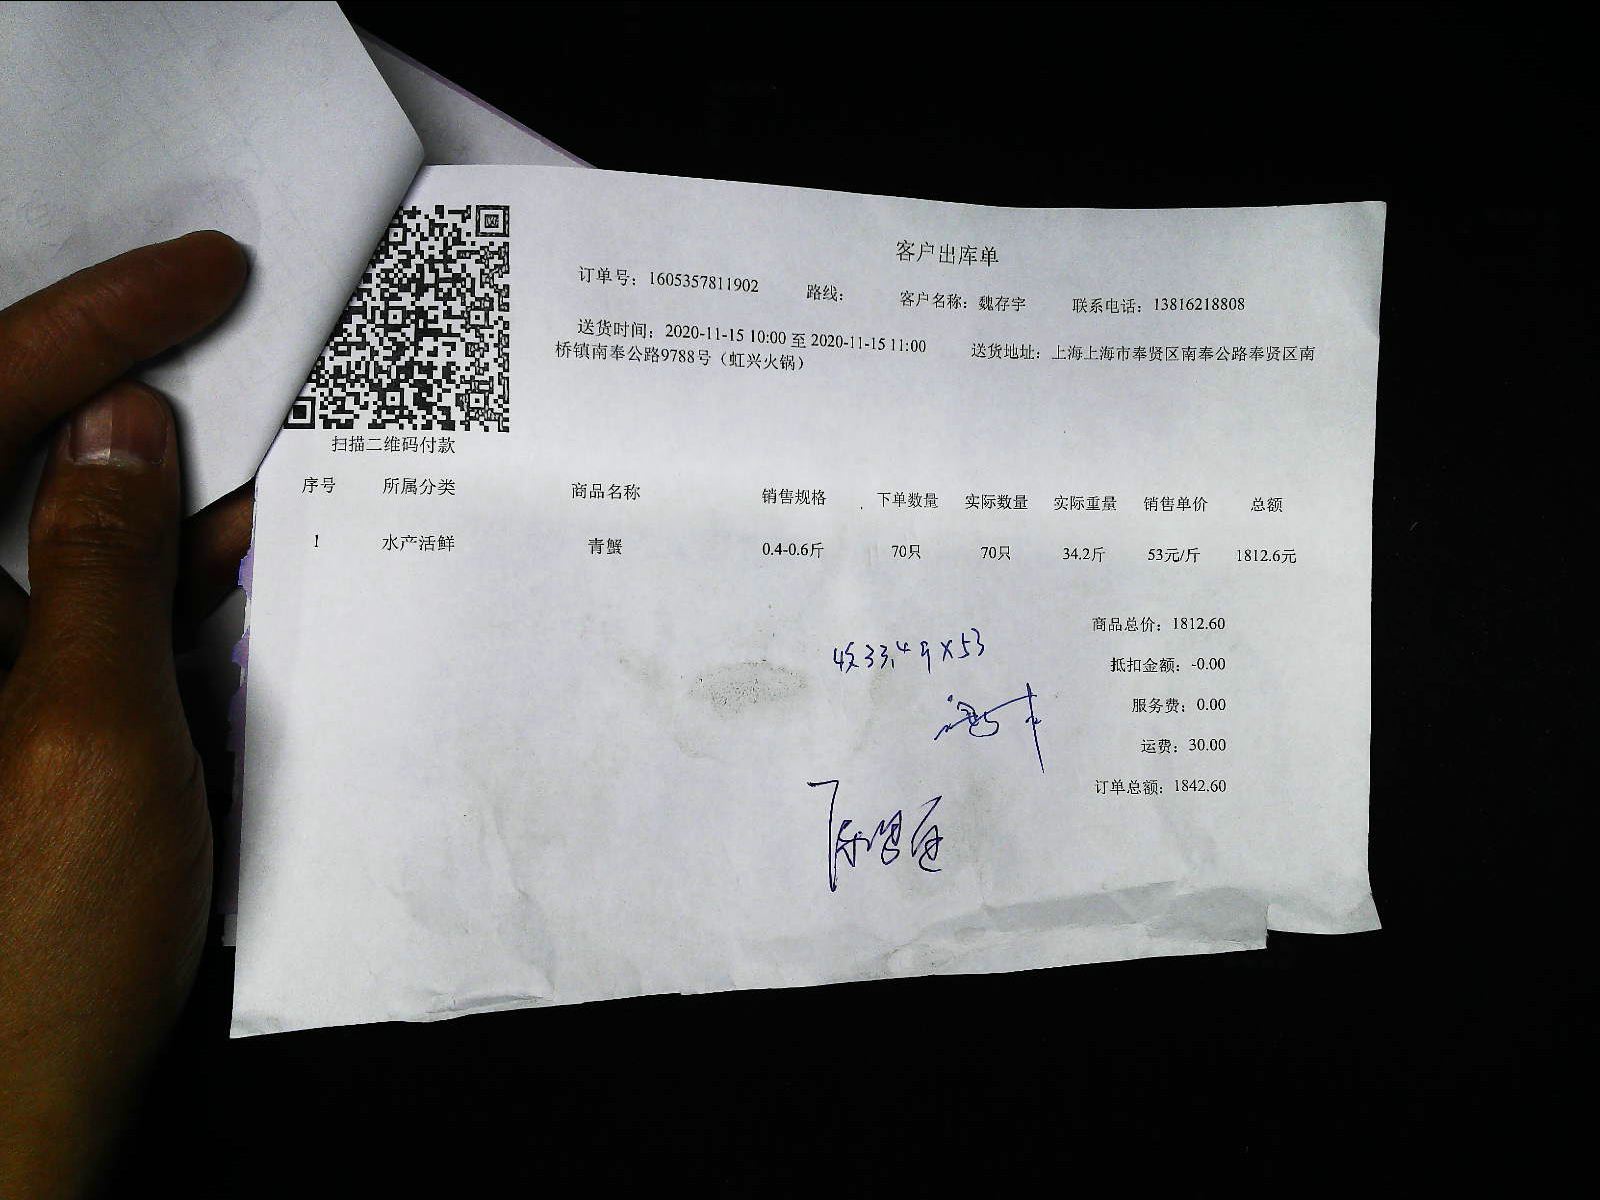 客户出库单
订单号：1605357811902 路线： 客户名称：魏存宇 联系电话：13816218808
送货时间：2020-11-15 10:00 至 2020-11-15 11:00 送货地址：上海上海市奉贤区南奉公路奉贤区南
桥镇南奉公路9788号（虹兴火锅）
扫描二维码付款
序号 所属分类 商品名称 销售规格 下单数量 实际数量 实际重量 销售单价 总额
1 水产活鲜 青蟹 0.4-0.6斤 70只 70只 34.2斤 53元/斤 1812.6元
商品总价：1812.60
收33.4斤×53
抵扣金额：-0.00
服务费：0.00
运费：30.00
订单总额：1842.60